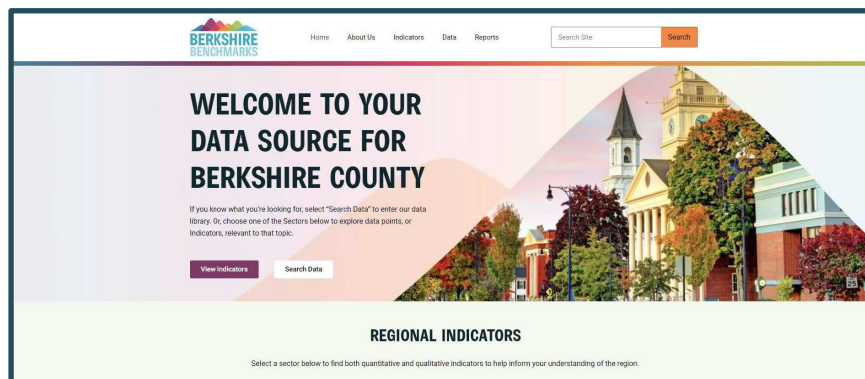 BERKSHIRE
BENCHMARKS
Home About Us Indicators Data Reports
Search Site
Search
WELCOME TO YOUR
DATA SOURCE FOR
BERKSHIRE COUNTY
If you know what you're looking for, select "Search Data" to enter our data
library. Or, choose one of the Sectors below to explore data points, or
Indicators, relevant to that topic.
View Indicators
Search Data
25
REGIONAL INDICATORS
Select a sector below to find both quantitative and qualitative indicators to help inform your understanding of the region.